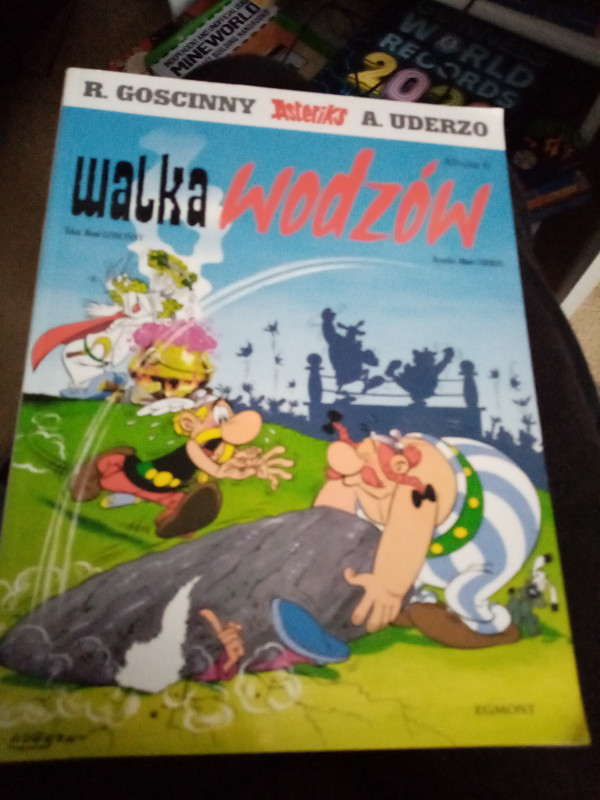 MINEWORLD
WORLD
RECORDS
R. GOSCINNY Asteriks A. UDERZO
walka wodzów
EGMONT